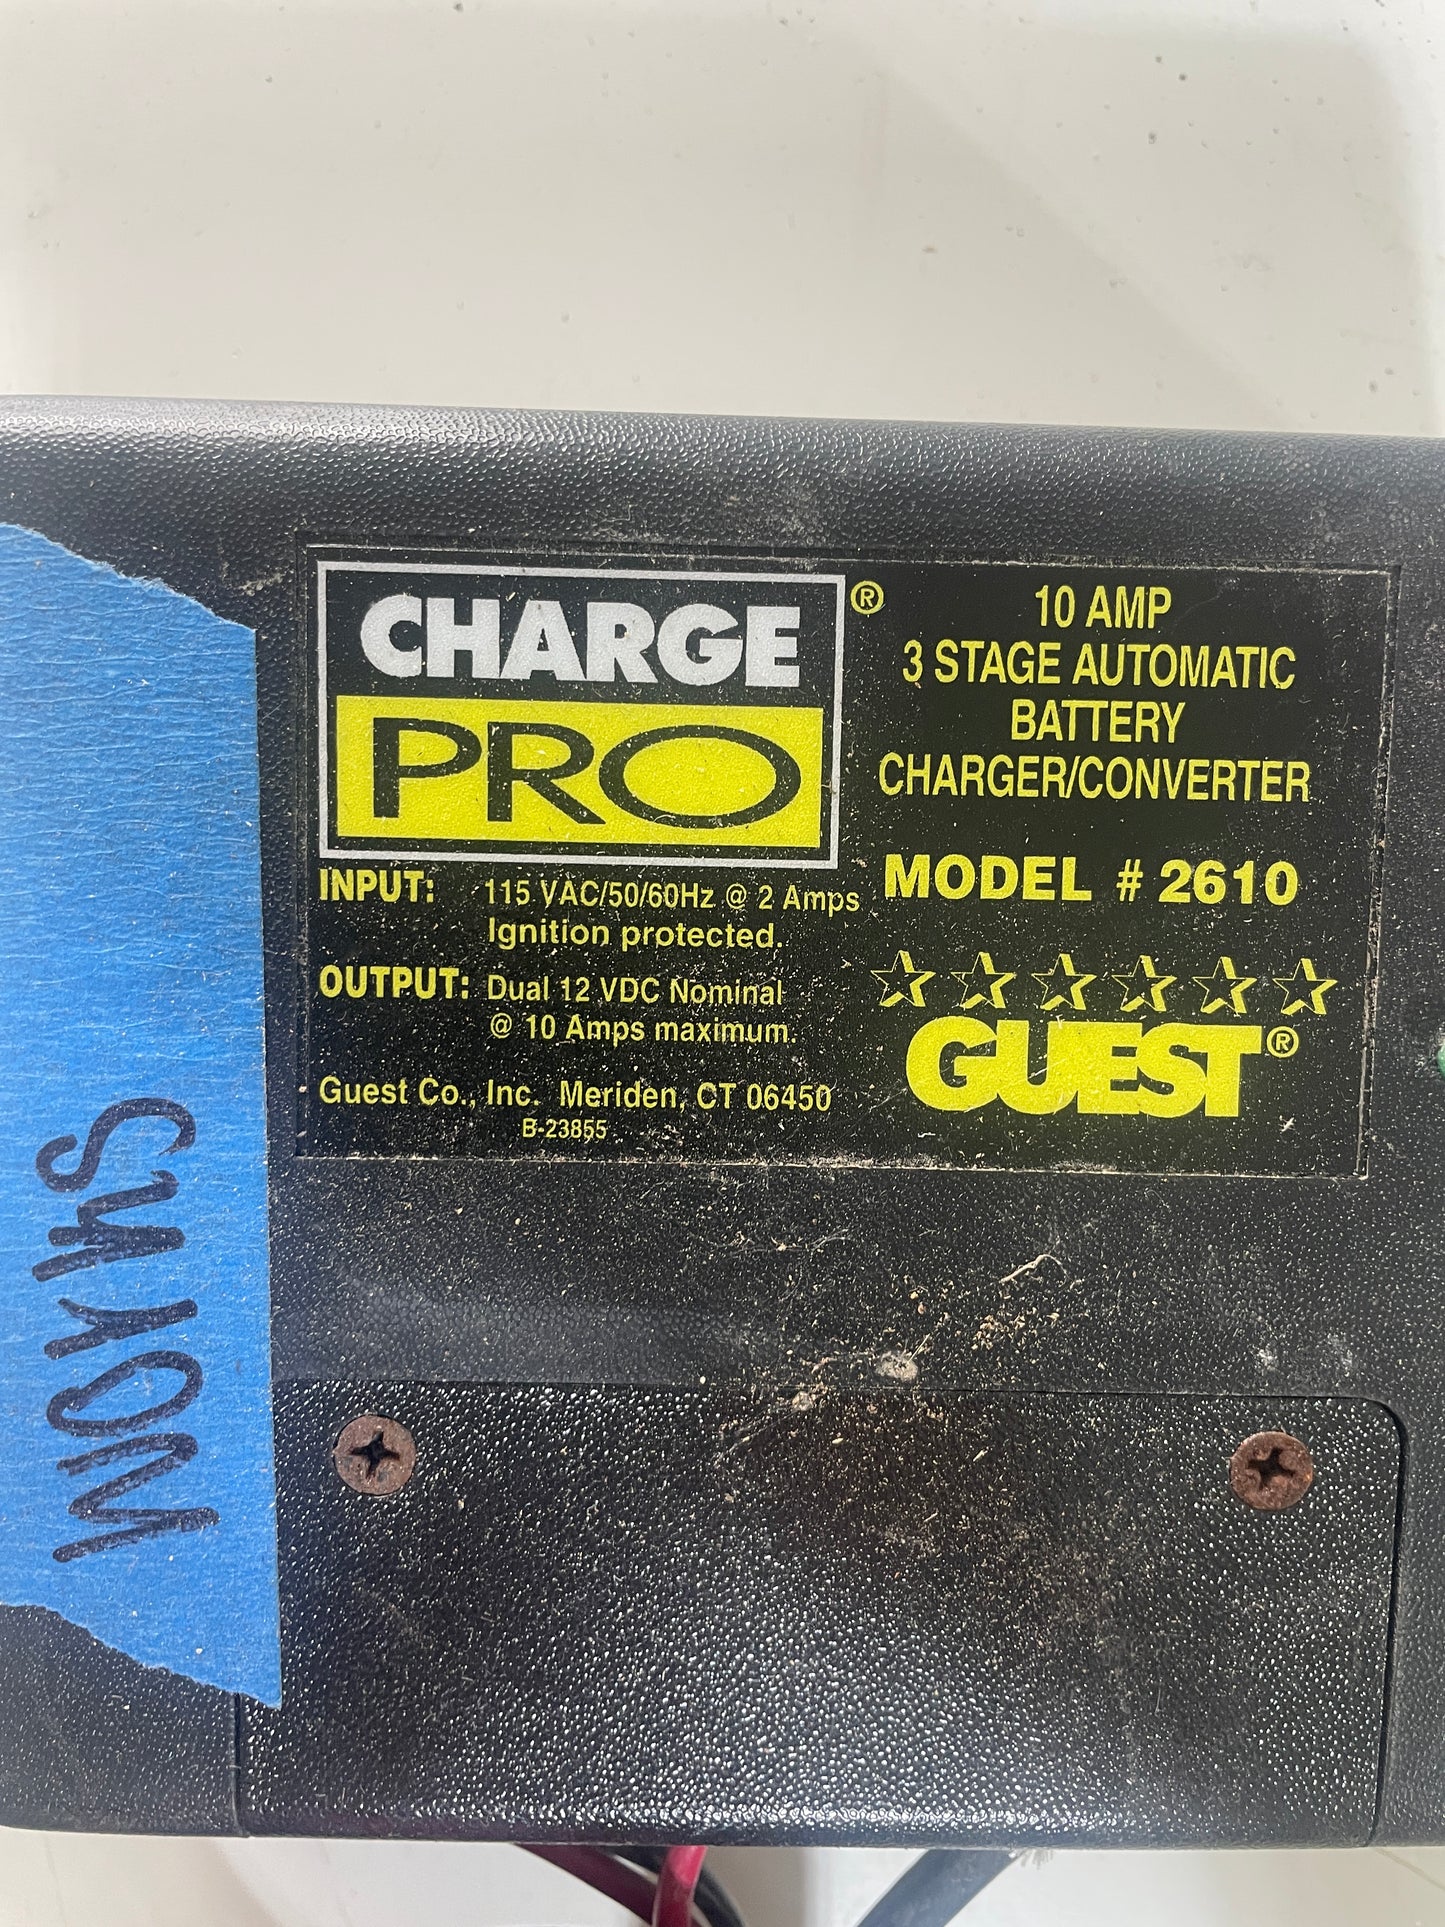 CHARGE
PRO
®
10 AMP
3 STAGE AUTOMATIC
BATTERY
CHARGER/CONVERTER
MODEL # 2610
INPUT: 115 VAC/50/60Hz @ 2 Amps
Ignition protected.
OUTPUT: Dual 12 VDC Nominal
@ 10 Amps maximum.
Guest Co., Inc. Meriden, CT 06450
B-23855
GUEST®